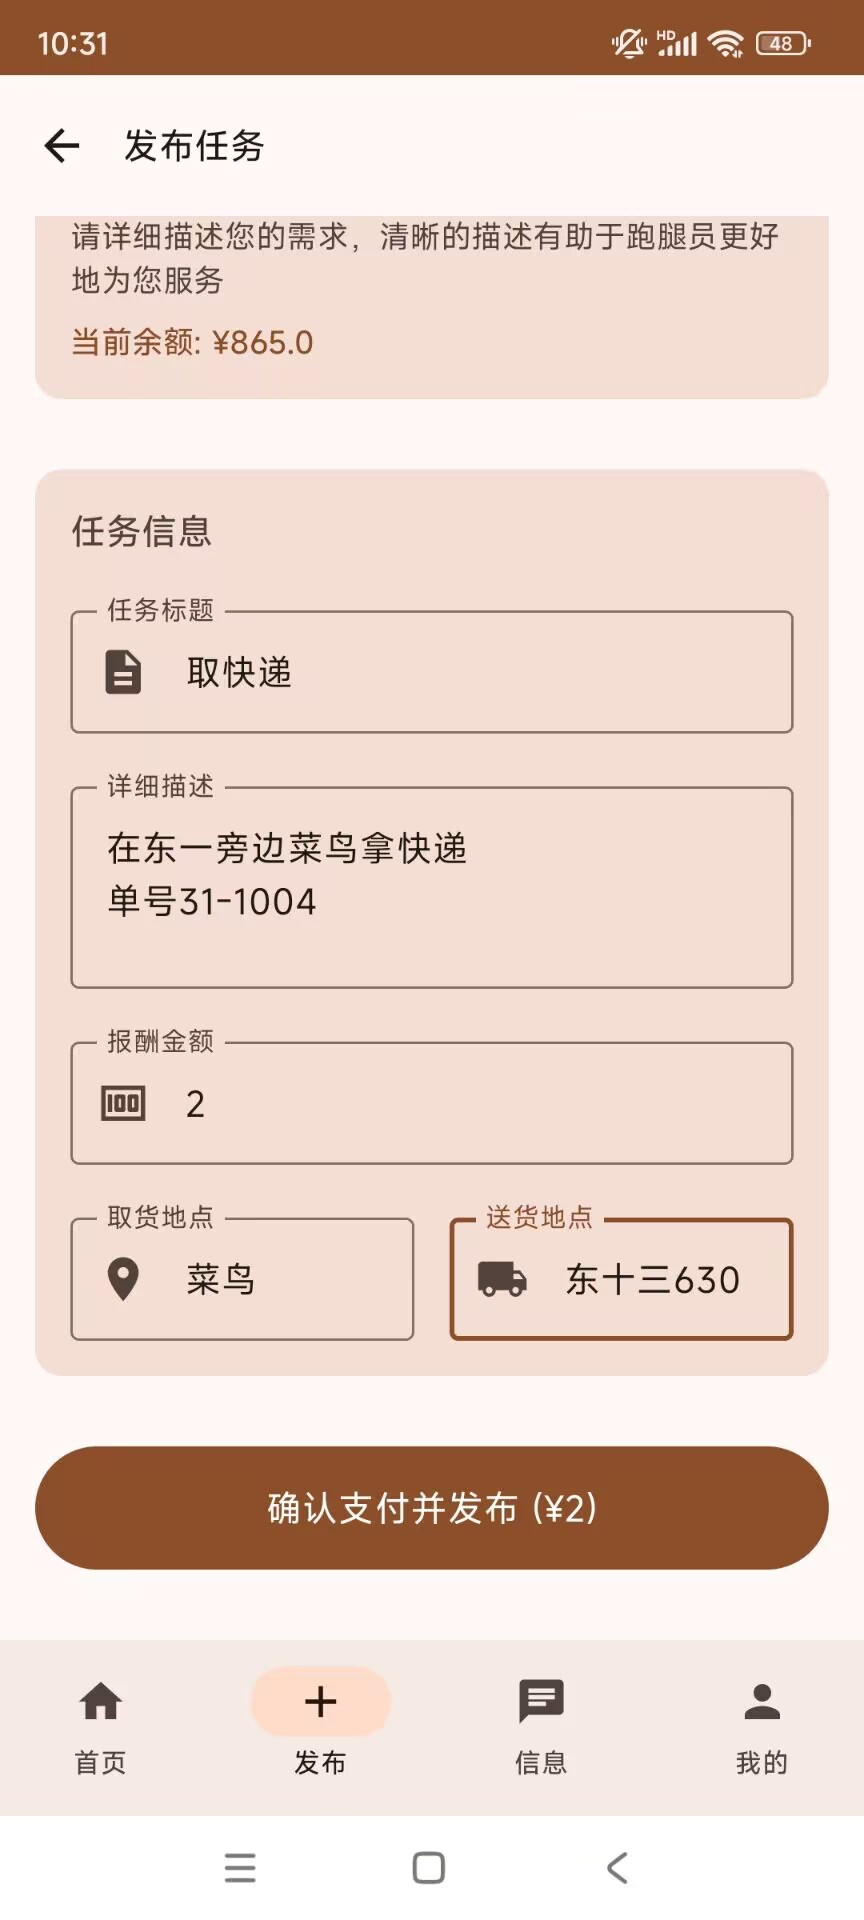 10:31
HD
48
发布任务
请详细描述您的需求，清晰的描述有助于跑腿员更好
地为您服务
当前余额: ¥865.0
任务信息
任务标题
取快递
详细描述
在东一旁边菜鸟拿快递
单号31-1004
报酬金额
100
2
取货地点
送货地点
菜鸟
东十三630
确认支付并发布 (¥2)
首页
发布
信息
我的